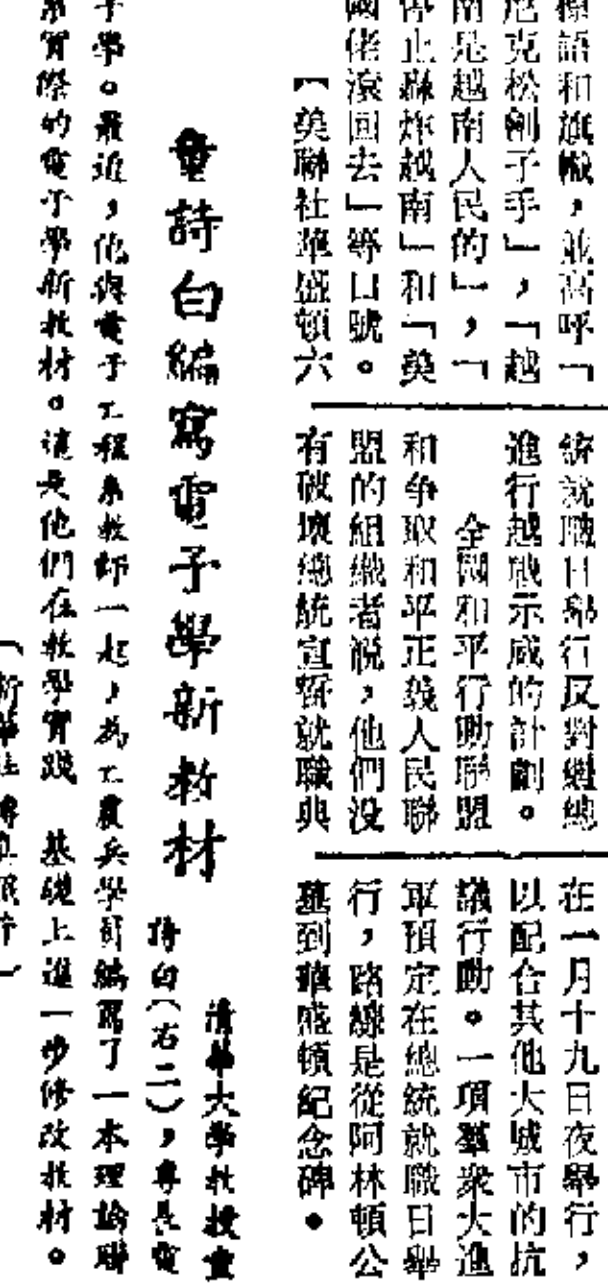 標語和旗幟，並高呼「
尼克松劊子手」，「越
南是越南人民的」，「
停止轟炸越南」和「美
國佬滾回去」等口號。
【美聯社華盛頓六
統就職日舉行反對繼續
進行越戰示威的計劃。
全國和平行動聯盟
和爭取和平正義人民聯
盟的組織者說，他們沒
有破壞總統宣誓就職典
在一月十九日夜舉行，
以配合其他大城市的抗
議行動。一項羣衆大進
軍預定在總統就職日舉
行，路線是從阿林頓公
墓到華盛頓紀念碑。
童詩白編寫電子學新教材
清華大學教授童
詩白（右二），專長電
子學。最近，他與電子工程系教師一起，為工農兵學員編寫了一本理論聯
系實際的電子學新教材。這是他們在教學實踐 基礎上進一步修改教材。
（新華社傳真照片）